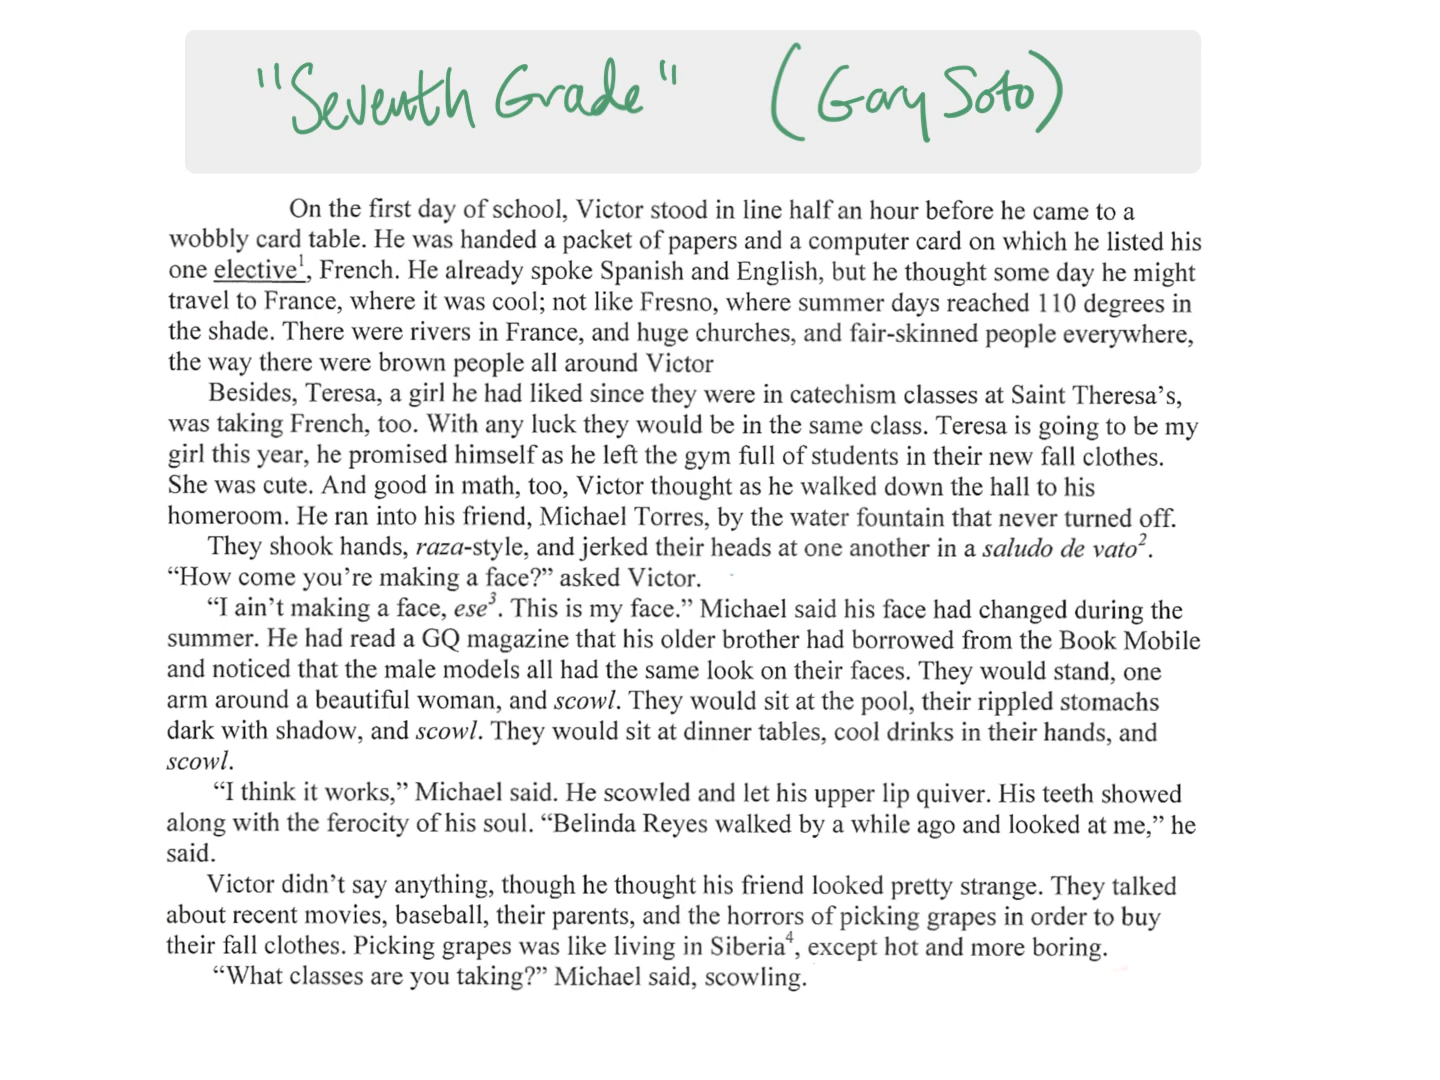 "Seventh Grade" (Gary Soto)
On the first day of school, Victor stood in line half an hour before he came to a
wobbly card table. He was handed a packet of papers and a computer card on which he listed his
one elective¹, French. He already spoke Spanish and English, but he thought some day he might
travel to France, where it was cool; not like Fresno, where summer days reached 110 degrees in
the shade. There were rivers in France, and huge churches, and fair-skinned people everywhere,
the way there were brown people all around Victor
Besides, Teresa, a girl he had liked since they were in catechism classes at Saint Theresa's,
was taking French, too. With any luck they would be in the same class. Teresa is going to be my
girl this year, he promised himself as he left the gym full of students in their new fall clothes.
She was cute. And good in math, too, Victor thought as he walked down the hall to his
homeroom. He ran into his friend, Michael Torres, by the water fountain that never turned off.
They shook hands, raza-style, and jerked their heads at one another in a saludo de vato².
“How come you’re making a face?” asked Victor.
“I ain’t making a face, ese³. This is my face.” Michael said his face had changed during the
summer. He had read a GQ magazine that his older brother had borrowed from the Book Mobile
and noticed that the male models all had the same look on their faces. They would stand, one
arm around a beautiful woman, and scowl. They would sit at the pool, their rippled stomachs
dark with shadow, and scowl. They would sit at dinner tables, cool drinks in their hands, and
scowl.
“I think it works,” Michael said. He scowled and let his upper lip quiver. His teeth showed
along with the ferocity of his soul. “Belinda Reyes walked by a while ago and looked at me,” he
said.
Victor didn’t say anything, though he thought his friend looked pretty strange. They talked
about recent movies, baseball, their parents, and the horrors of picking grapes in order to buy
their fall clothes. Picking grapes was like living in Siberia⁴, except hot and more boring.
“What classes are you taking?” Michael said, scowling.